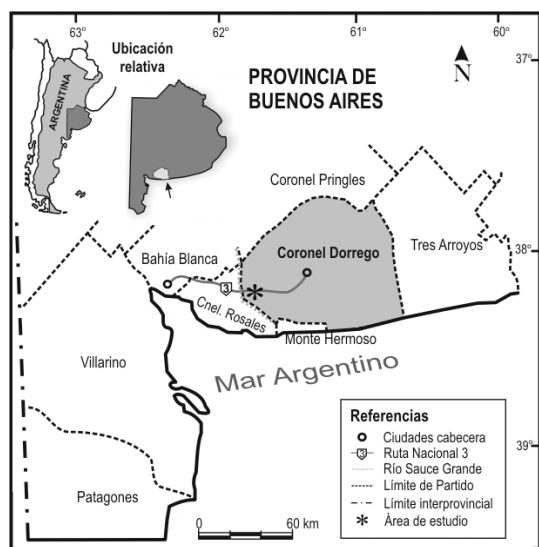 63°
62°
61°
60°
37°
38°
39°
Ubicación
relativa
ARGENTINA
PROVINCIA DE
BUENOS AIRES
N
Coronel Pringles
Tres Arroyos
Bahía Blanca
Coronel Dorrego
3
Cnel. Rosales
Monte Hermoso
Villarino
Mar Argentino
Patagones
0 60 km
Referencias
Ciudades cabecera
3 Ruta Nacional 3
Río Sauce Grande
Límite de Partido
Límite interprovincial
Área de estudio